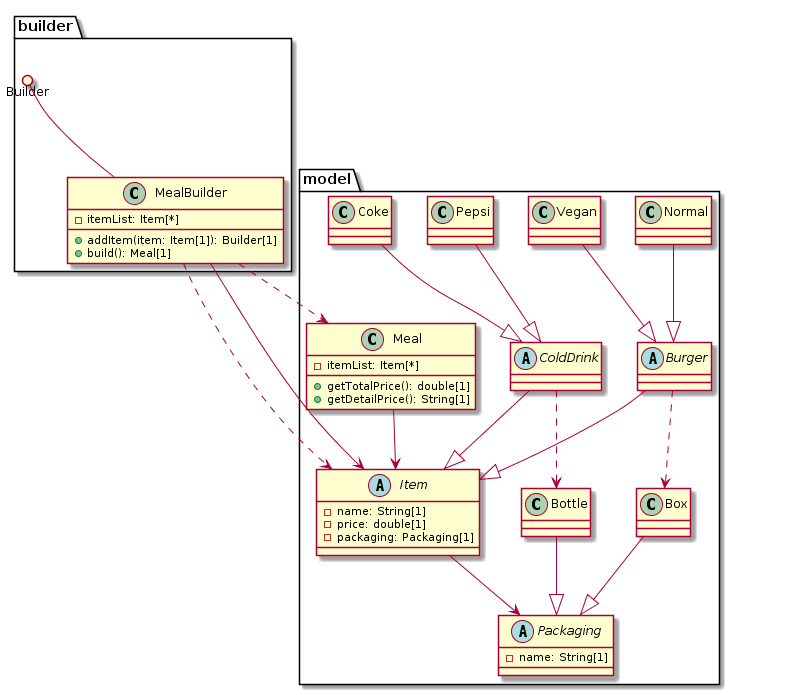 builder
Builder
C MealBuilder
itemList: Item[*]
addItem(item: Item[1]): Builder[1]
build(): Meal[1]
model
C Coke
C Pepsi
C Vegan
C Normal
C Meal
itemList: Item[*]
getTotalPrice(): double[1]
getDetailPrice(): String[1]
A ColdDrink
A Burger
A Item
name: String[1]
price: double[1]
packaging: Packaging[1]
C Bottle
C Box
A Packaging
name: String[1]